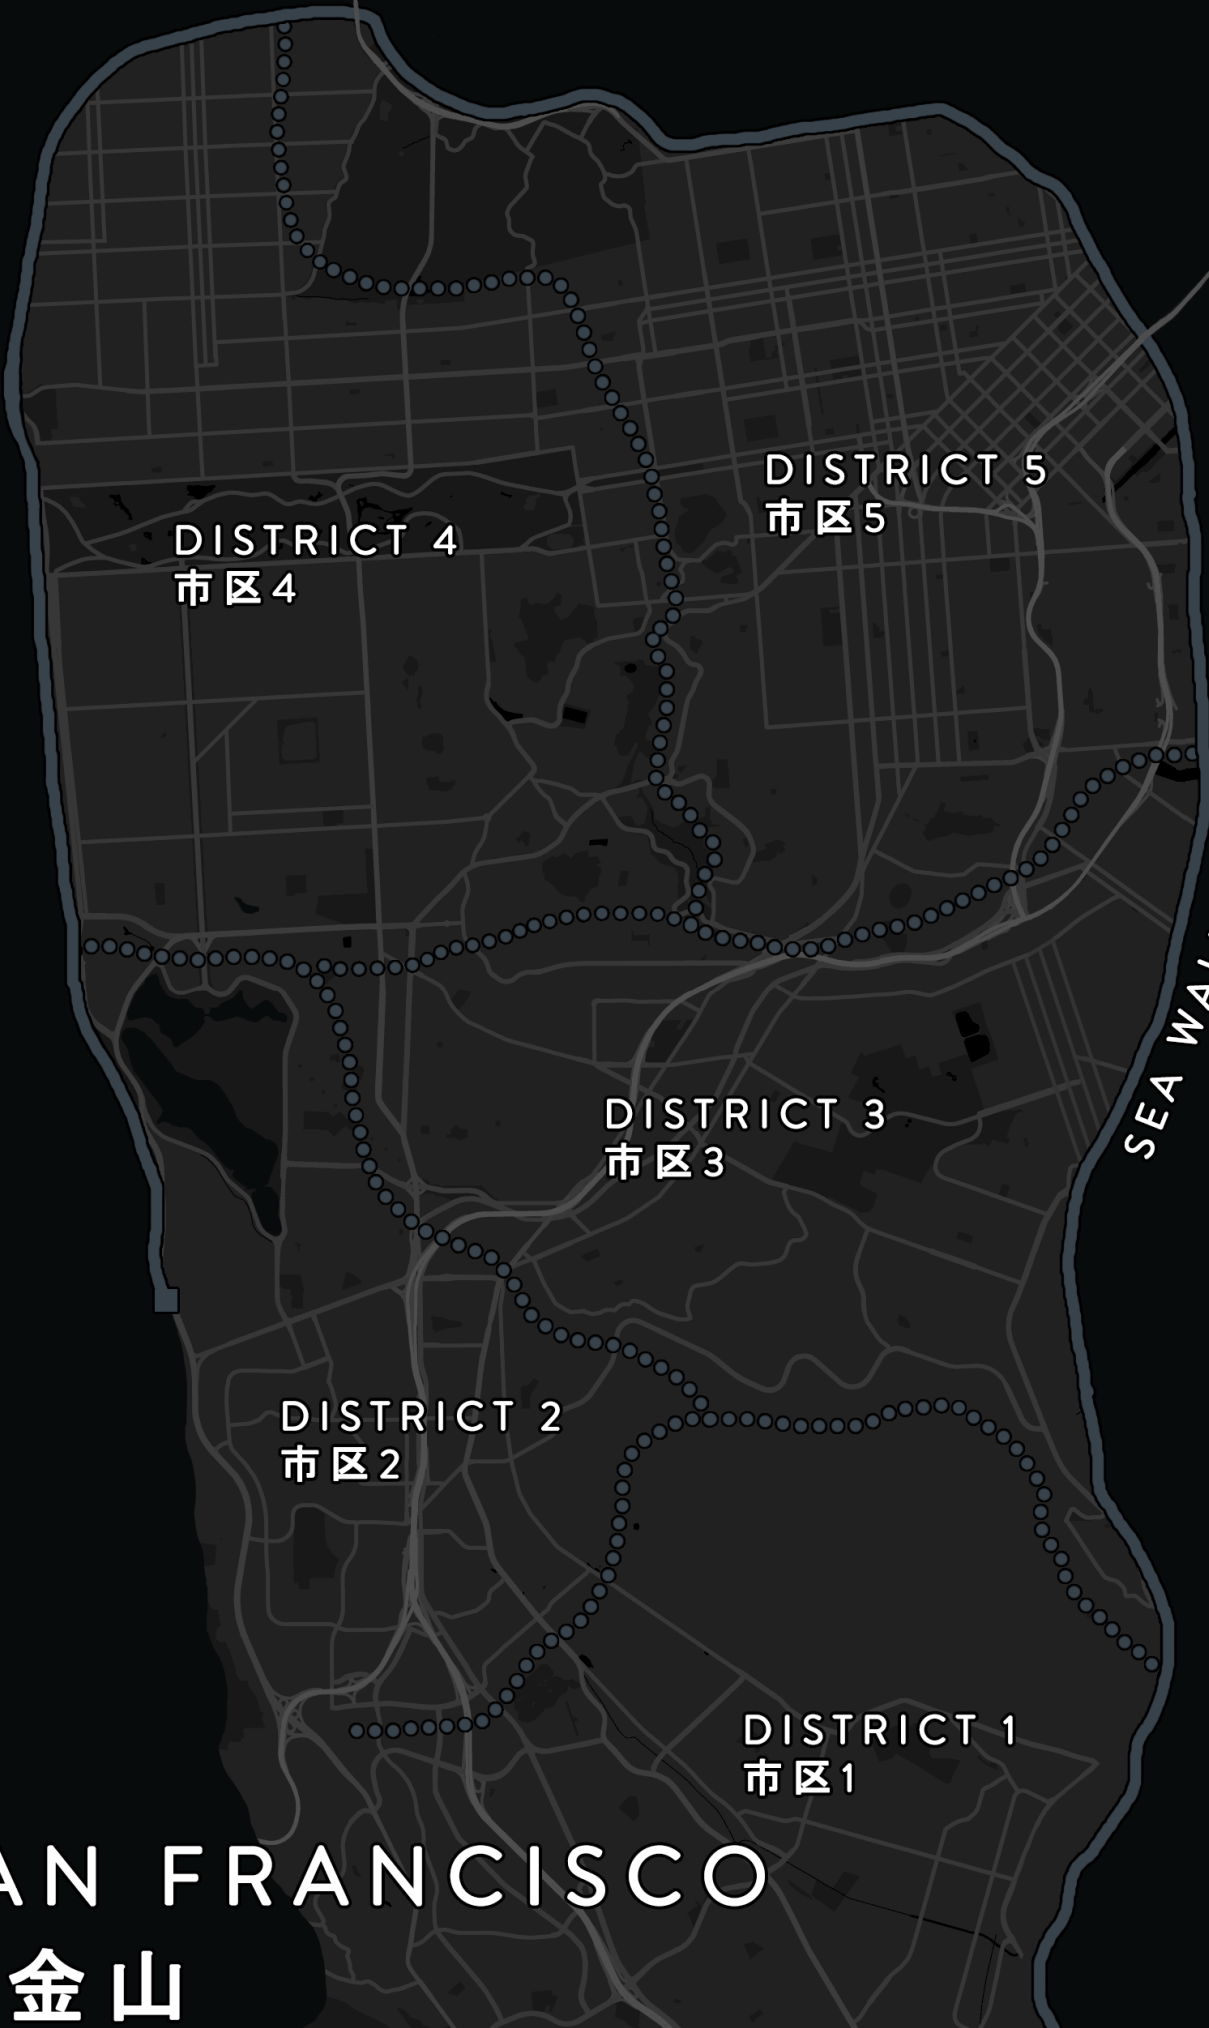 DISTRICT 5
市区5
DISTRICT 4
市区4
SEA WAL
DISTRICT 3
市区3
DISTRICT 2
市区2
DISTRICT 1
市区1
AN FRANCISCO
金山